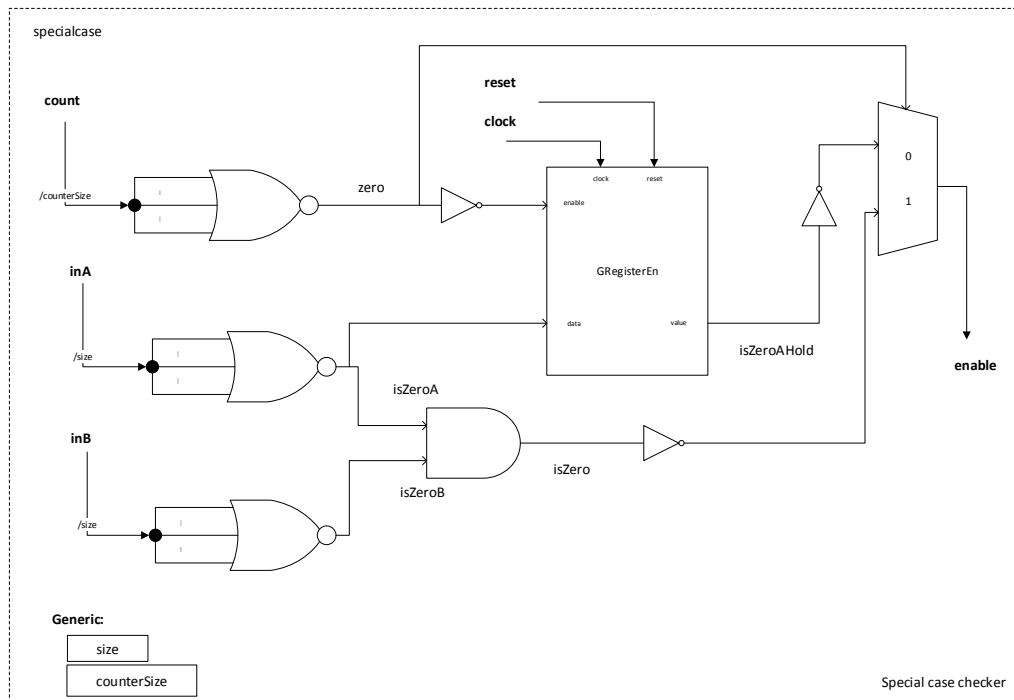 specialcase
count
reset
clock
/counterSize
zero
clock
reset
enable
0
1
inA
GRegisterEn
data
value
/size
isZeroAHold
enable
isZeroA
inB
isZero
isZeroB
/size
Generic:
size
counterSize
Special case checker